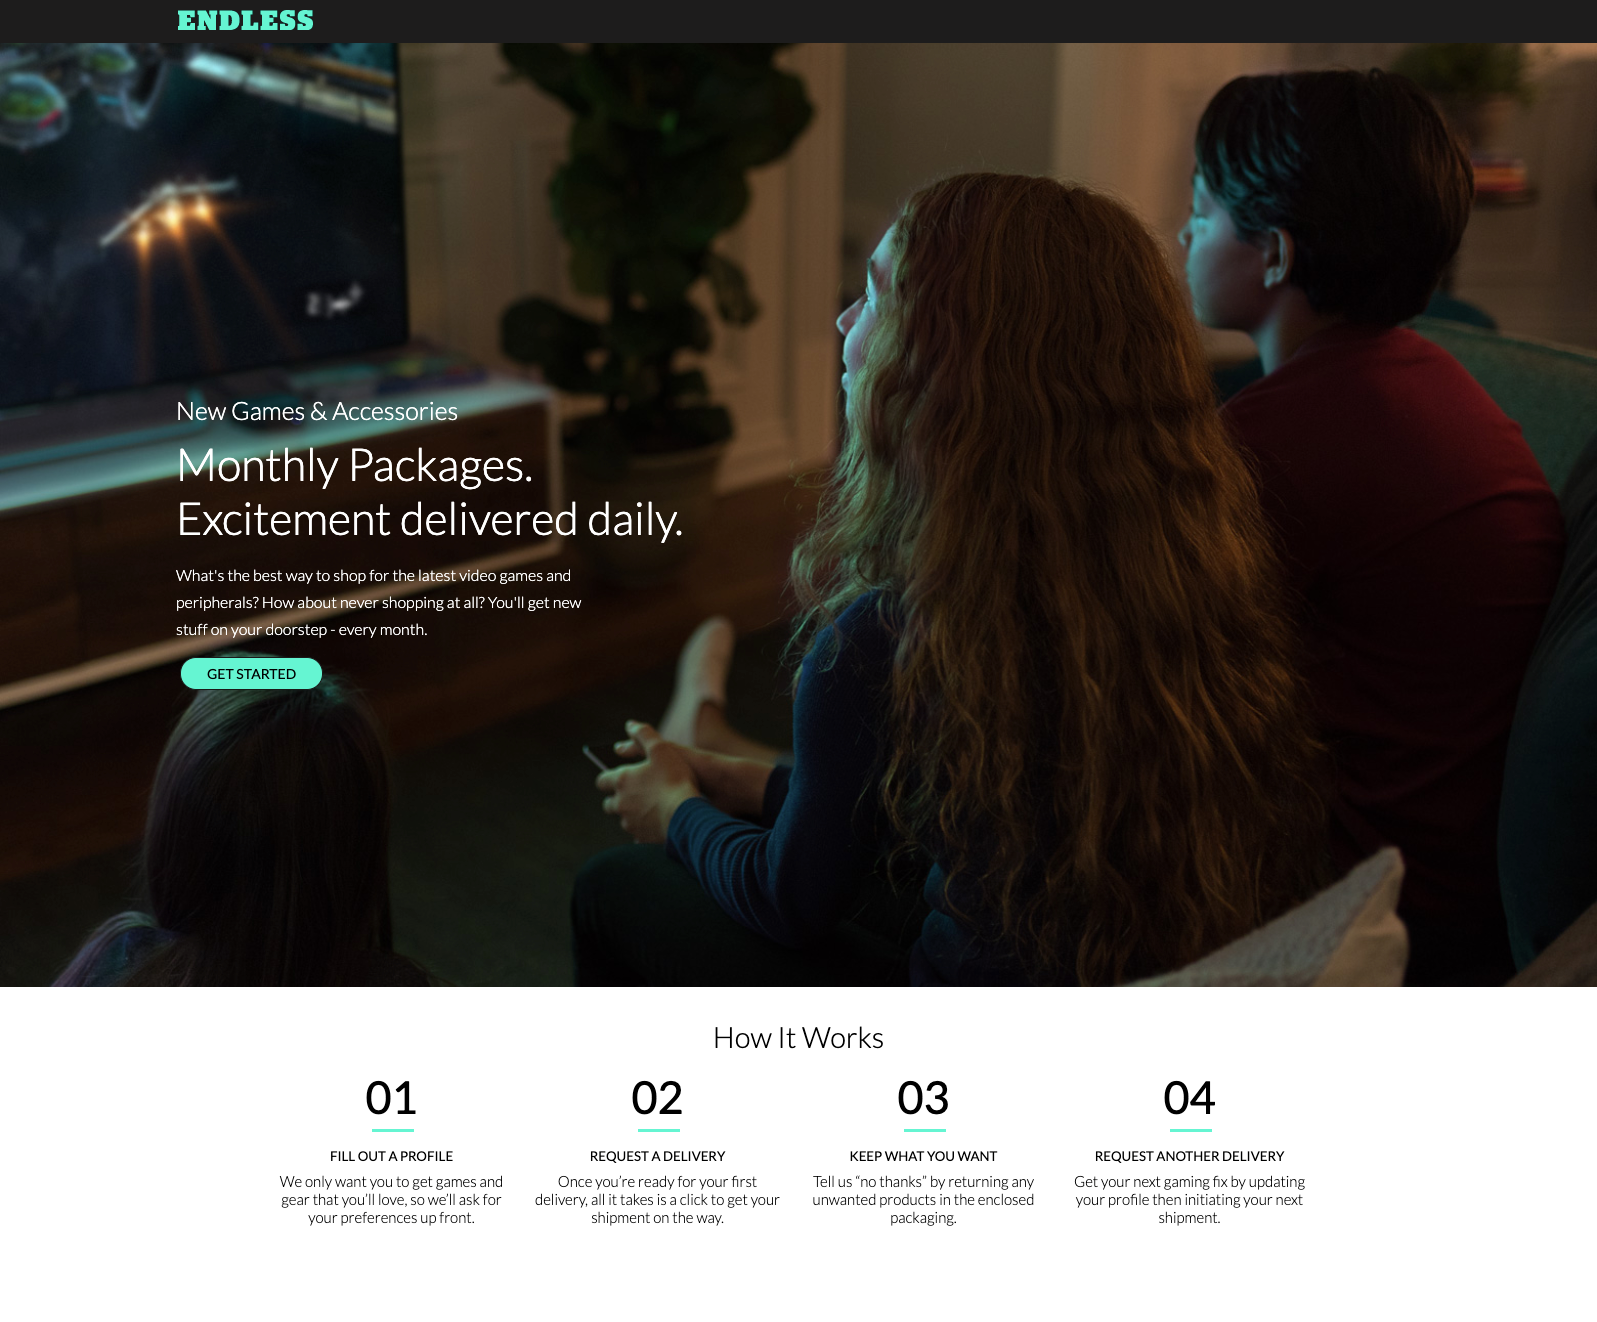 ENDLESS
New Games & Accessories
Monthly Packages.
Excitement delivered daily.
What's the best way to shop for the latest video games and
peripherals? How about never shopping at all? You'll get new
stuff on your doorstep - every month.
GET STARTED
How It Works
01
FILL OUT A PROFILE
We only want you to get games and
gear that you’ll love, so we’ll ask for
your preferences up front.
02
REQUEST A DELIVERY
Once you’re ready for your first
delivery, all it takes is a click to get your
shipment on the way.
03
KEEP WHAT YOU WANT
Tell us “no thanks” by returning any
unwanted products in the enclosed
packaging.
04
REQUEST ANOTHER DELIVERY
Get your next gaming fix by updating
your profile then initiating your next
shipment.